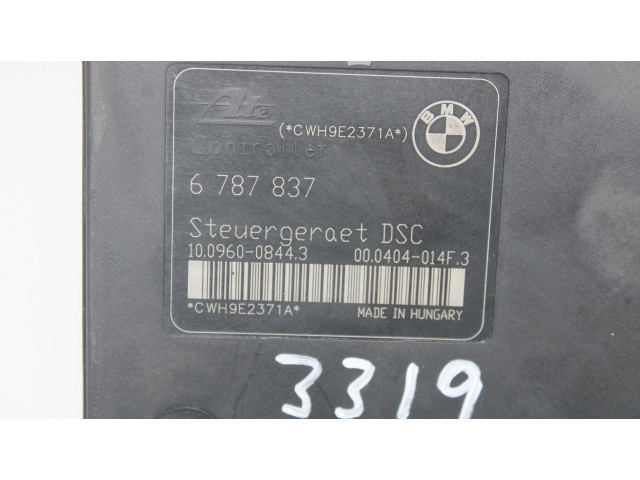 Ate
(*CWH9E2371A*)
BMW
Controller
6 787 837
Steuergeraet DSC
10.0960-0844.3 00.0404-014F.3
*CWH9E2371A* MADE IN HUNGARY
3319